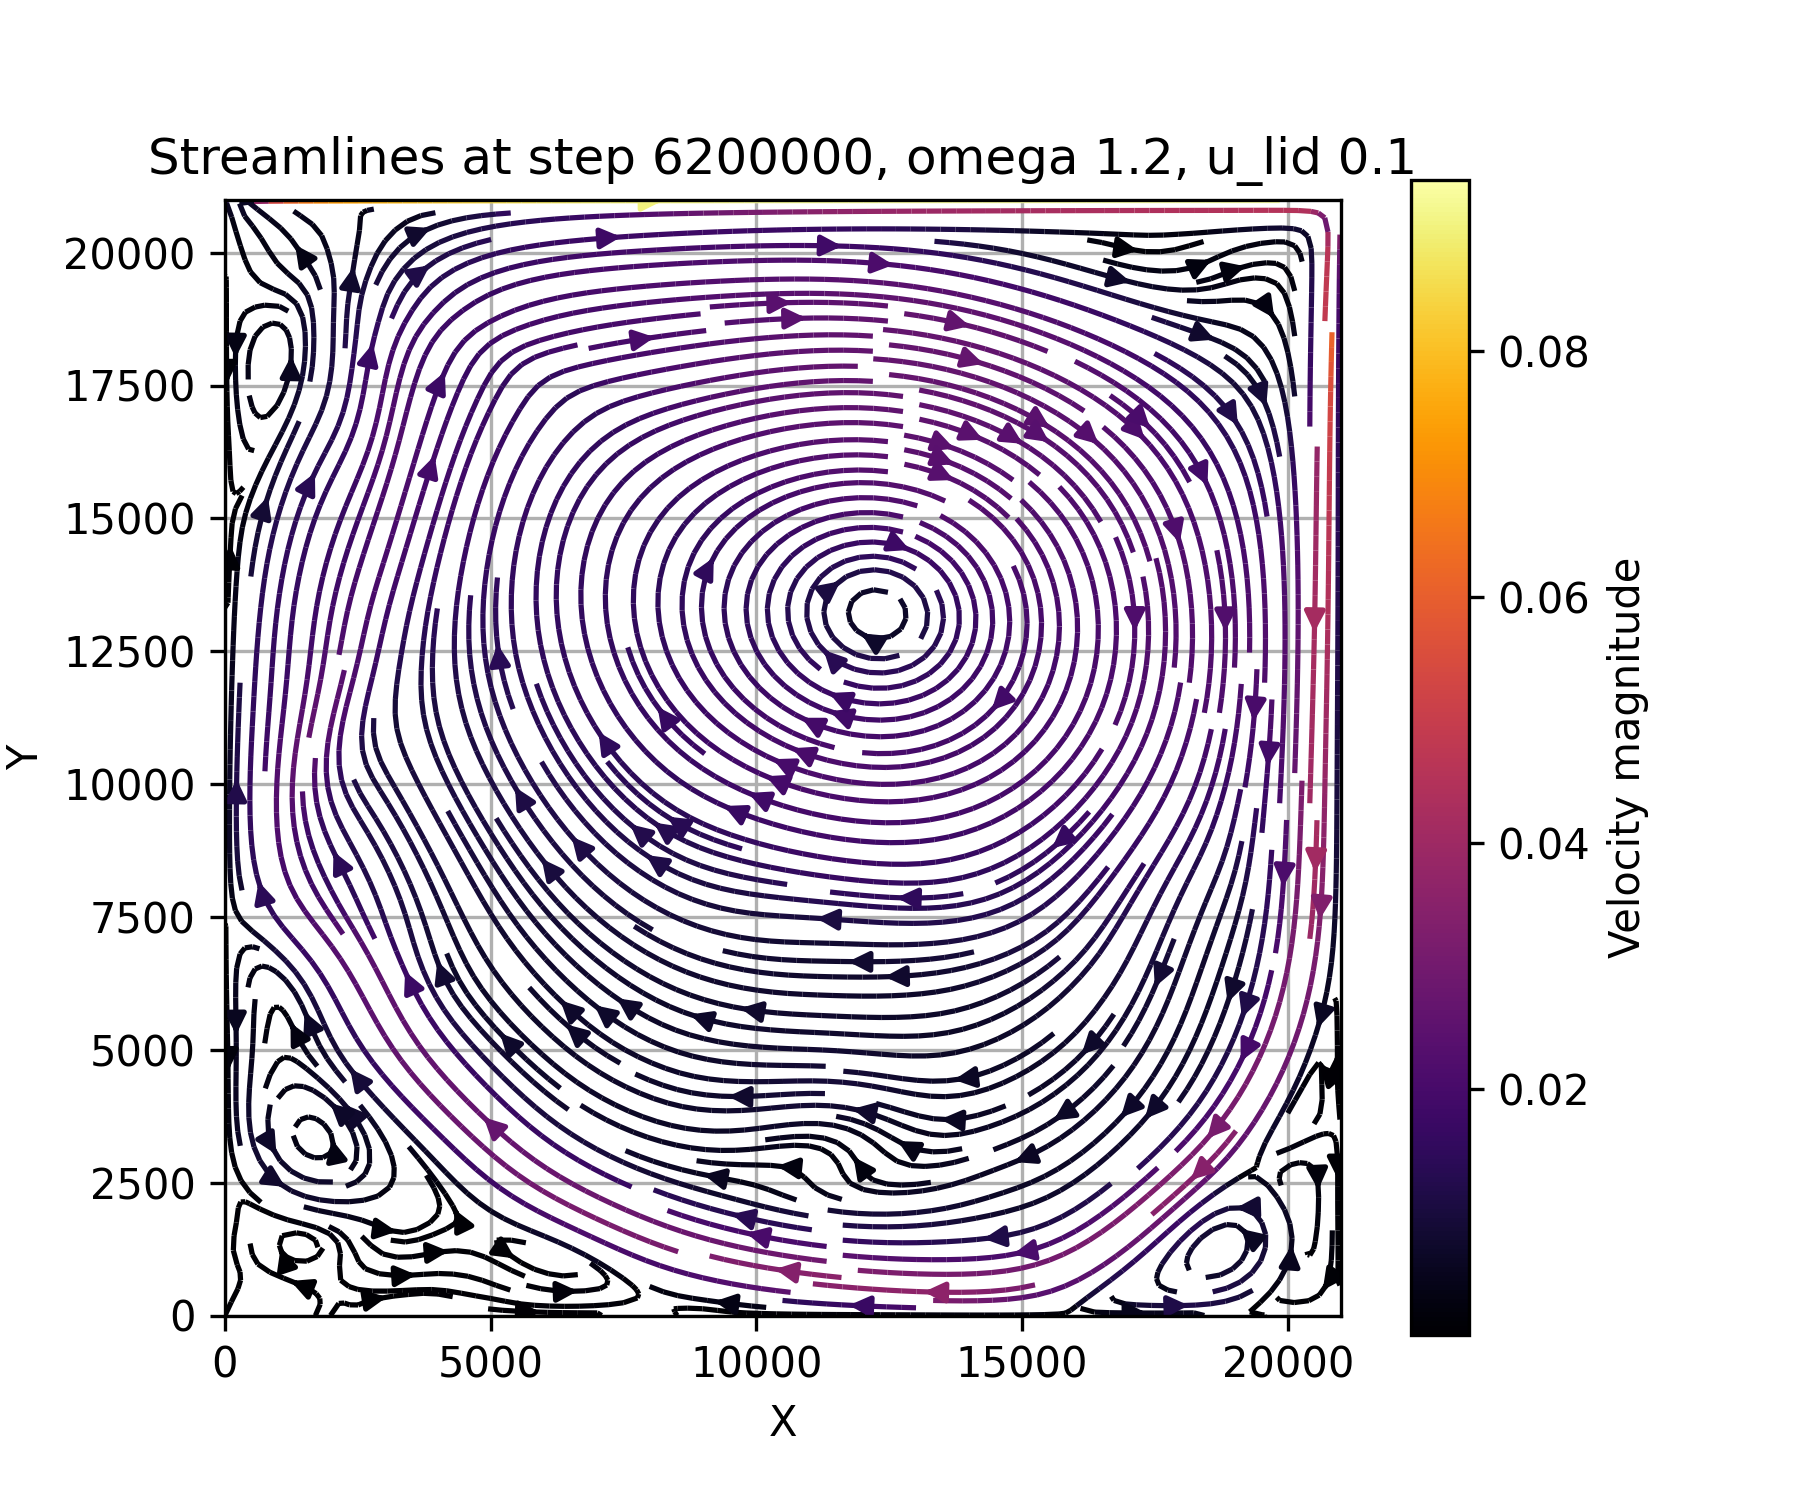 Streamlines at step 6200000, omega 1.2, u_lid 0.1
20000
17500
15000
12500
10000
7500
5000
2500
0
Y
0 5000 10000 15000 20000
X
0.08
0.06
0.04
0.02
Velocity magnitude